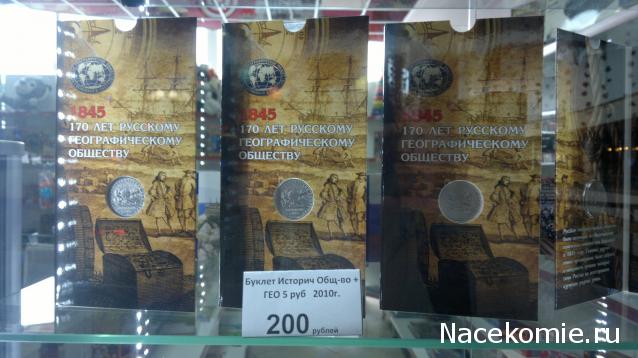 1845
170 ЛЕТ РУССКОМУ
ГЕОГРАФИЧЕСКОМУ
ОБЩЕСТВУ
1845
170 ЛЕТ РУССКОМУ
ГЕОГРАФИЧЕСКОМУ
ОБЩЕСТВУ
1845
170 ЛЕТ РУССКОМУ
ГЕОГРАФИЧЕСКОМУ
ОБЩЕСТВУ
Буклет Историч Общ-во +
ГЕО 5 руб 2010г.
200 рублей
Nacekomie.ru